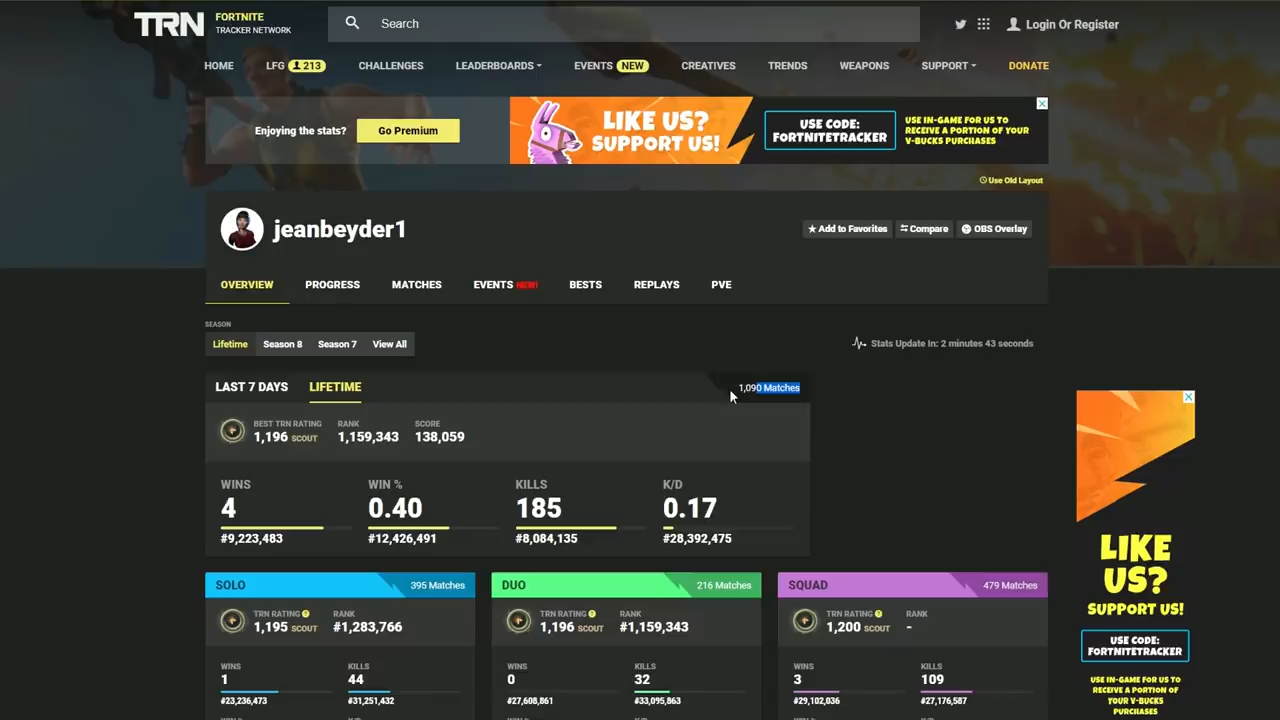 TRN
FORTNITE
TRACKER NETWORK
Search
Login Or Register
HOME
LFG 213
CHALLENGES
LEADERBOARDS
EVENTS NEW
CREATIVES
TRENDS
WEAPONS
SUPPORT
DONATE
Enjoying the stats?
Go Premium
LIKE US?
SUPPORT US!
USE CODE:
FORTNITETRACKER
USE IN-GAME FOR US TO
RECEIVE A PORTION OF YOUR
V-BUCKS PURCHASES
Use Old Layout
jeanbeyder1
Add to Favorites
Compare
OBS Overlay
OVERVIEW
PROGRESS
MATCHES
EVENTS NEW!
BESTS
REPLAYS
PVE
SEASON
Lifetime
Season 8
Season 7
View All
Stats Update In: 2 minutes 43 seconds
LAST 7 DAYS
LIFETIME
1,090 Matches
BEST TRN RATING
1,196 SCOUT
RANK
1,159,343
SCORE
138,059
WINS
4
#9,223,483
WIN %
0.40
#12,426,491
KILLS
185
#8,084,135
K/D
0.17
#28,392,475
SOLO
395 Matches
TRN RATING ?
1,195 SCOUT
RANK
#1,283,766
WINS
1
#23,236,473
KILLS
44
#31,251,432
DUO
216 Matches
TRN RATING ?
1,196 SCOUT
RANK
#1,159,343
WINS
0
#27,608,861
KILLS
32
#33,095,863
SQUAD
479 Matches
TRN RATING ?
1,200 SCOUT
RANK
-
WINS
3
#29,102,036
KILLS
109
#27,176,587
LIKE
US?
SUPPORT US!
USE CODE:
FORTNITETRACKER
USE IN-GAME FOR US TO
RECEIVE A PORTION OF
YOUR V-BUCKS
PURCHASES